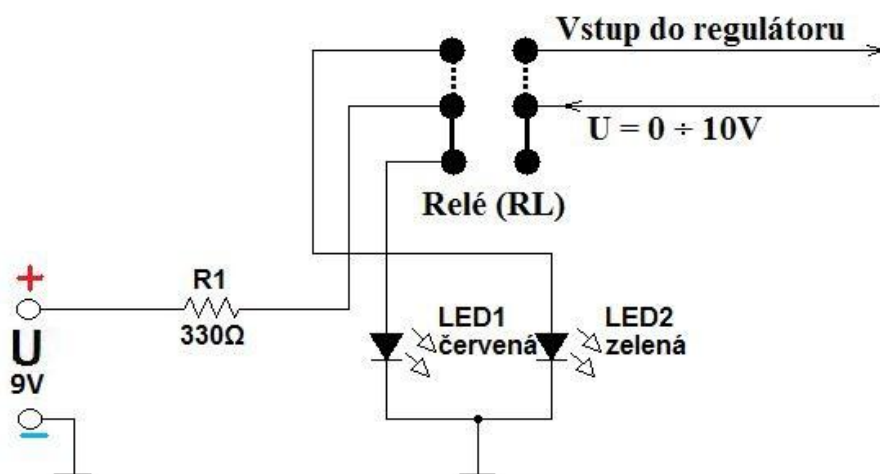 Vstup do regulátoru
U = 0 ÷ 10V
Relé (RL)
+
R1
330Ω
U
9V
LED1
červená
LED2
zelená